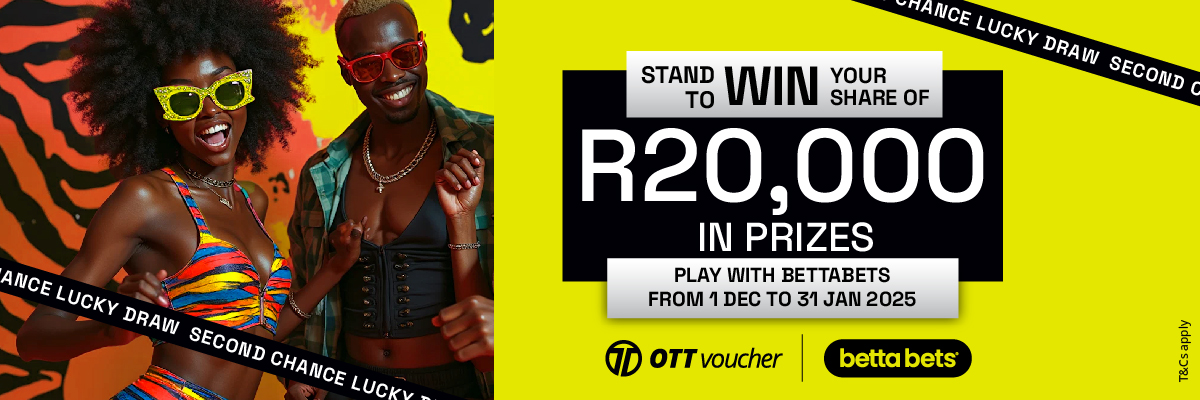 CHANCE LUCKY DRAW SECOND C
STAND TO WIN YOUR SHARE OF
R20,000
IN PRIZES
PLAY WITH BETTABETS
FROM 1 DEC TO 31 JAN 2025
OTT voucher
betta bets
T&Cs apply
HANCE LUCKY DRAW SECOND CHANCE LUCKY D